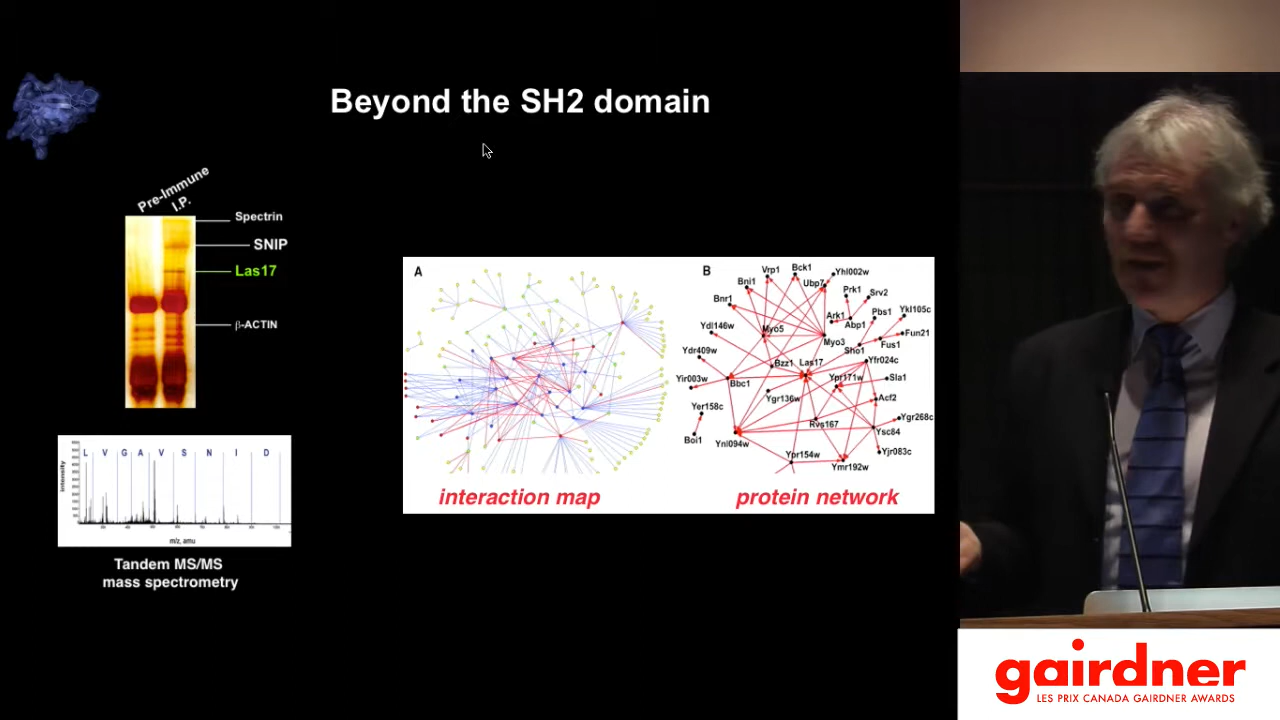 Beyond the SH2 domain
Pre-Immune
I.P.
Spectrin
SNIP
Las17
β-ACTIN
L V G A V S N I D
intensity
m/z, amu
Tandem MS/MS
mass spectrometry
A
interaction map
B
Vrp1
Bck1
Yhl002w
Bni1
Ubp7
Prk1
Srv2
Bnr1
Ykl105c
Ark1
Pbs1
Abp1
Ydl146w
Myo5
Fun21
Myo3
Fus1
Sho1
Ydr409w
Bzz1
Las17
Yfr024c
Yir003w
Bbc1
Ypr171w
Sla1
Ygr136w
Acf2
Yer158c
Rvs167
Ygr268c
Ysc84
Boi1
Ynl094w
Yjr083c
Ypr154w
Ymr192w
protein network
gairdner
LES PRIX CANADA GAIRDNER AWARDS